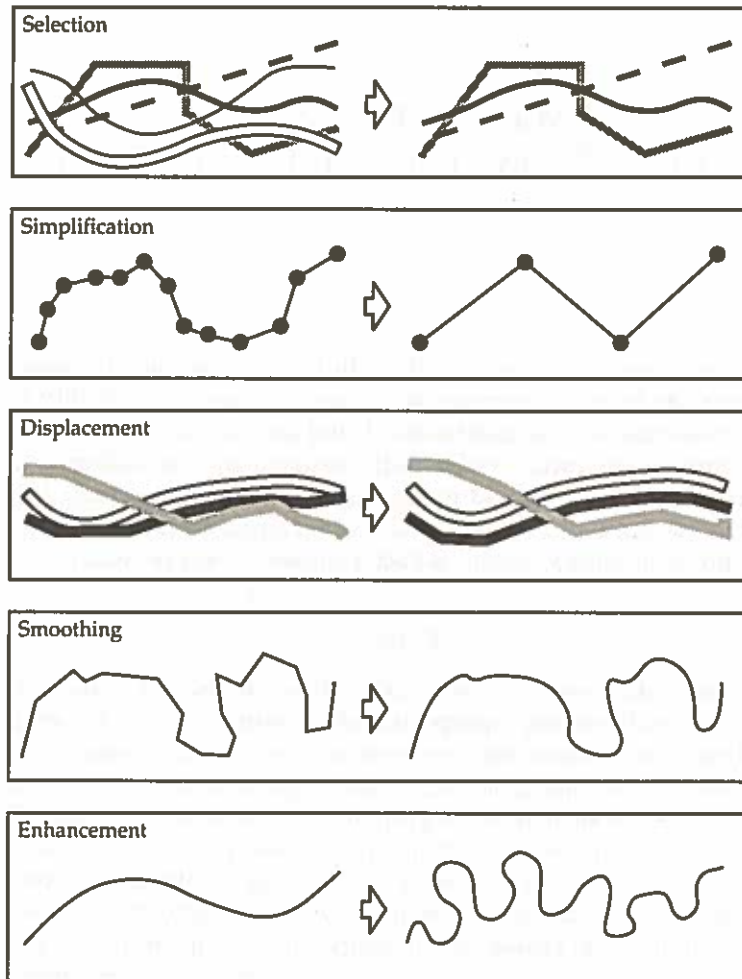 Selection
Simplification
Displacement
Smoothing
Enhancement